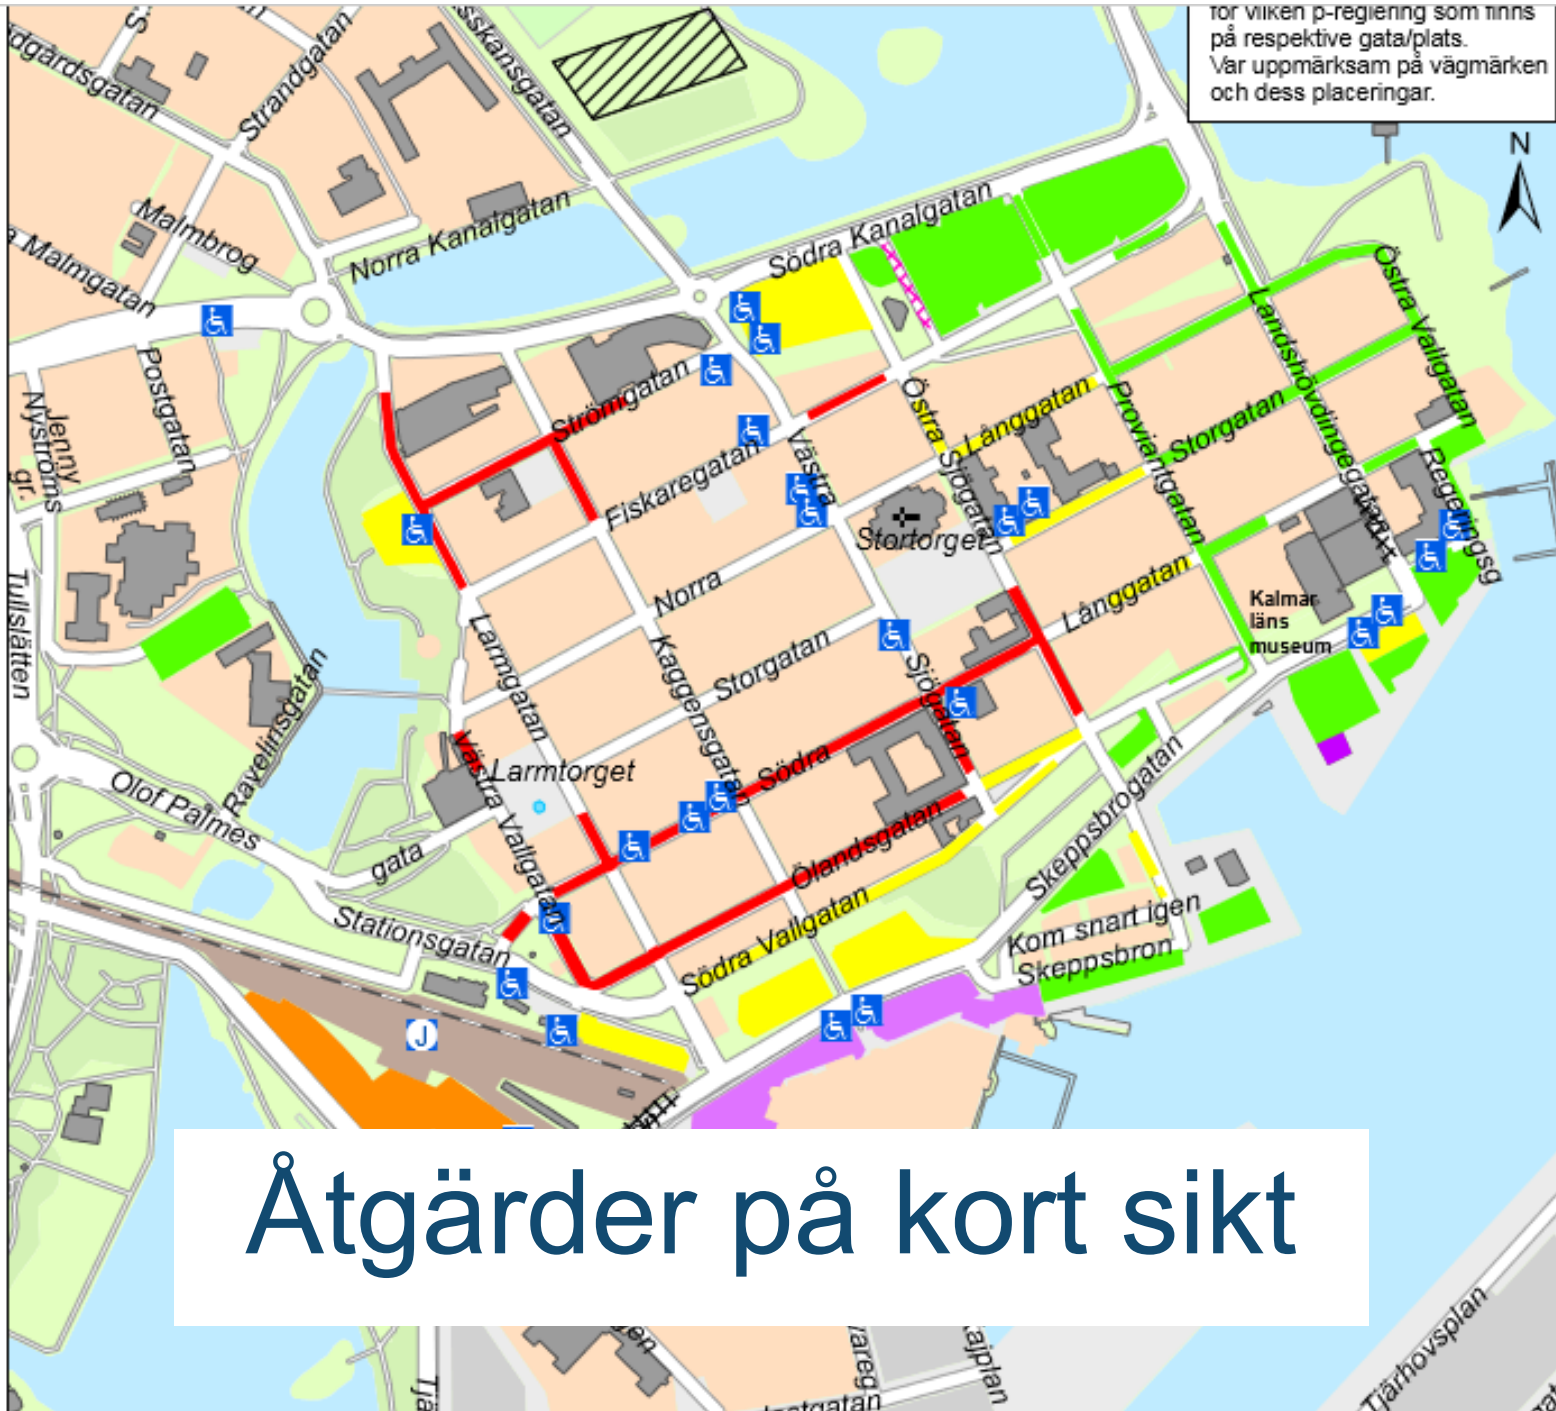 för vilken p-reglering som finns
på respektive gata/plats.
Var uppmärksam på vägmärken
och dess placeringar.
N
Strandgatan
Malmbrog
a Malmgatan
Norra Kanalgatan
Södra Kanalgatan
Östra Vallgatan
Landshövdingegatan
Postgatan
Jenny
Nyströms
gr.
Strömgatan
Fiskaregatan
Västra
Östra
Sjögatan
Långgatan
Proviantgatan
Storgatan
Regeringsg
Stortorget
Norra
Långgatan
Kalmar
läns
museum
Tullslätten
Larmgatan
Kaggensgatan
Storgatan
Sjögatan
Ravelinsgatan
Västra Vallgatan
Larmtorget
Södra
Olof Palmes
gata
Ölandsgatan
Skeppsbrogatan
Stationsgatan
Södra Vallgatan
Kom snart igen
Skeppsbron
J
Åtgärder på kort sikt
Tjärhovsplan